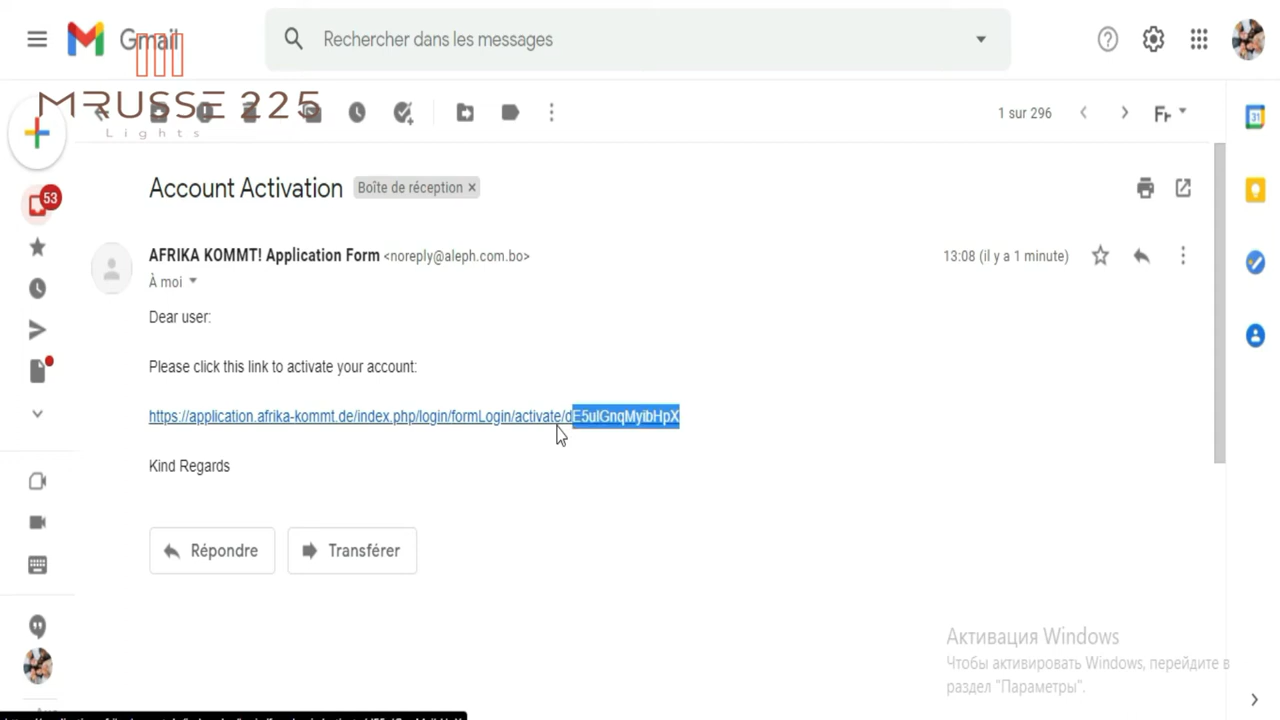 Gmail
Rechercher dans les messages
MRUSSE 225
Lights
1 sur 296
Fr
53
31
Account Activation
Boîte de réception ×
AFRIKA KOMMT! Application Form <noreply@aleph.com.bo>
13:08 (il y a 1 minute)
À moi
Dear user:
Please click this link to activate your account:
https://application.afrika-kommt.de/index.php/login/formLogin/activate/dE5ulGnqMyibHpX
Kind Regards
Répondre
Transférer
Активация Windows
Чтобы активировать Windows, перейдите в
раздел "Параметры".